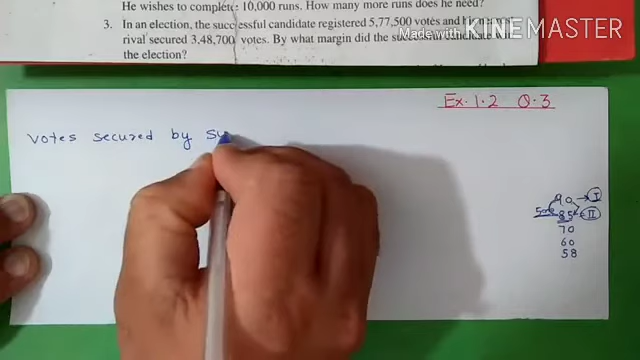 He wishes to complete 10,000 runs. How many more runs does he need?
3. In an election, the successful candidate registered 5,77,500 votes and his
rival secured 3,48,700 votes. By what margin did the successful candidate
the election?
Made with KINEMASTER
Ex. 1.2 Q.3
Votes secured by su
90 → I
85 → II
70
60
58